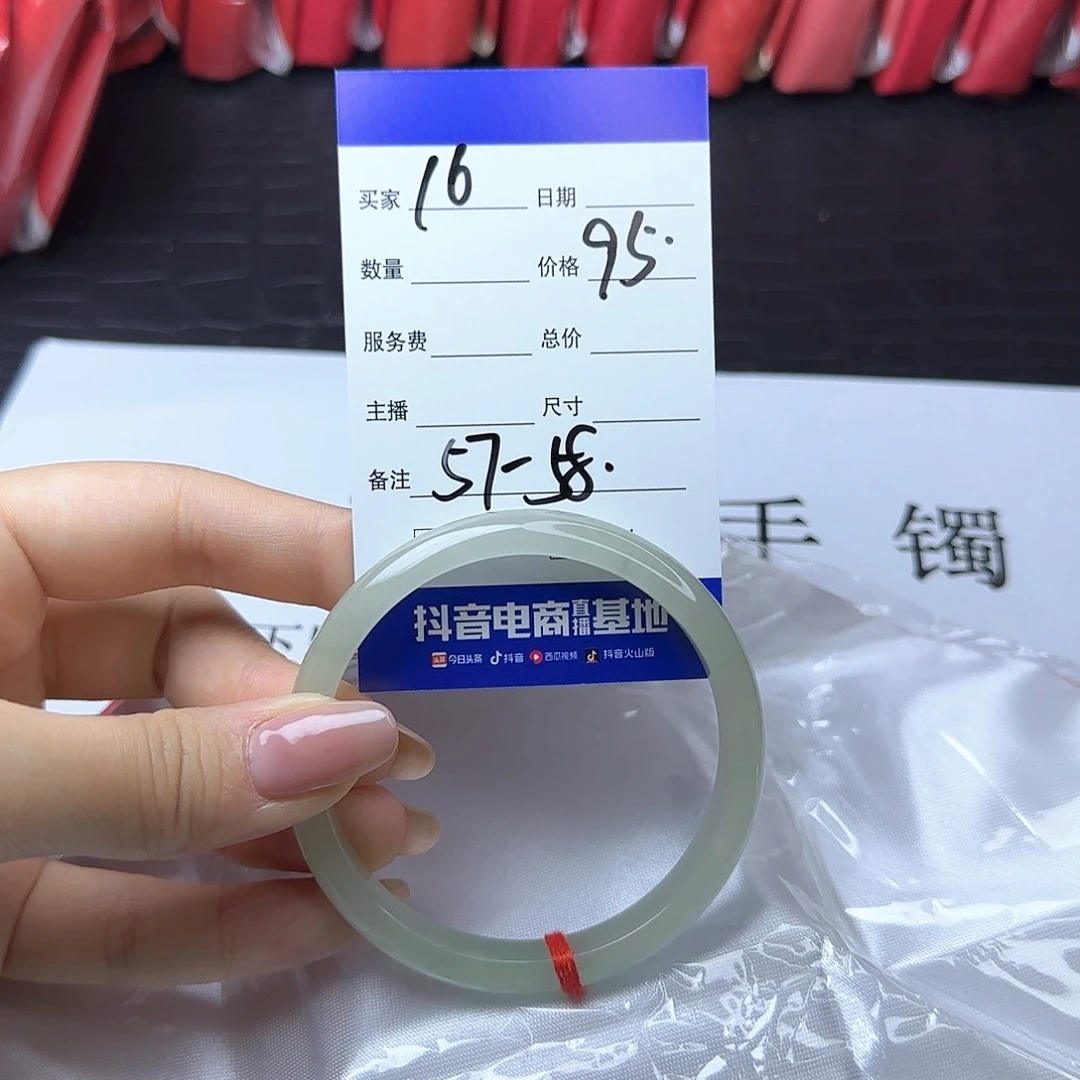 买家 16 日期
数量 价格 95.
服务费 总价
主播 尺寸
备注 57-58.
手镯
抖音电商直播基地
今日头条 抖音 西瓜视频 抖音火山版